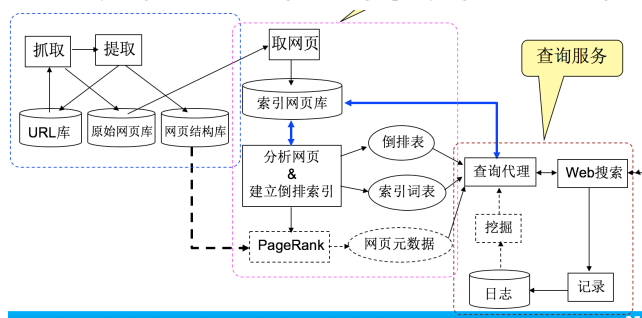 取网页
抓取
提取
查询服务
索引网页库
URL库
原始网页库
网页结构库
倒排表
分析网页
&
建立倒排索引
查询代理
Web搜索
索引词表
挖掘
PageRank
网页元数据
日志
记录